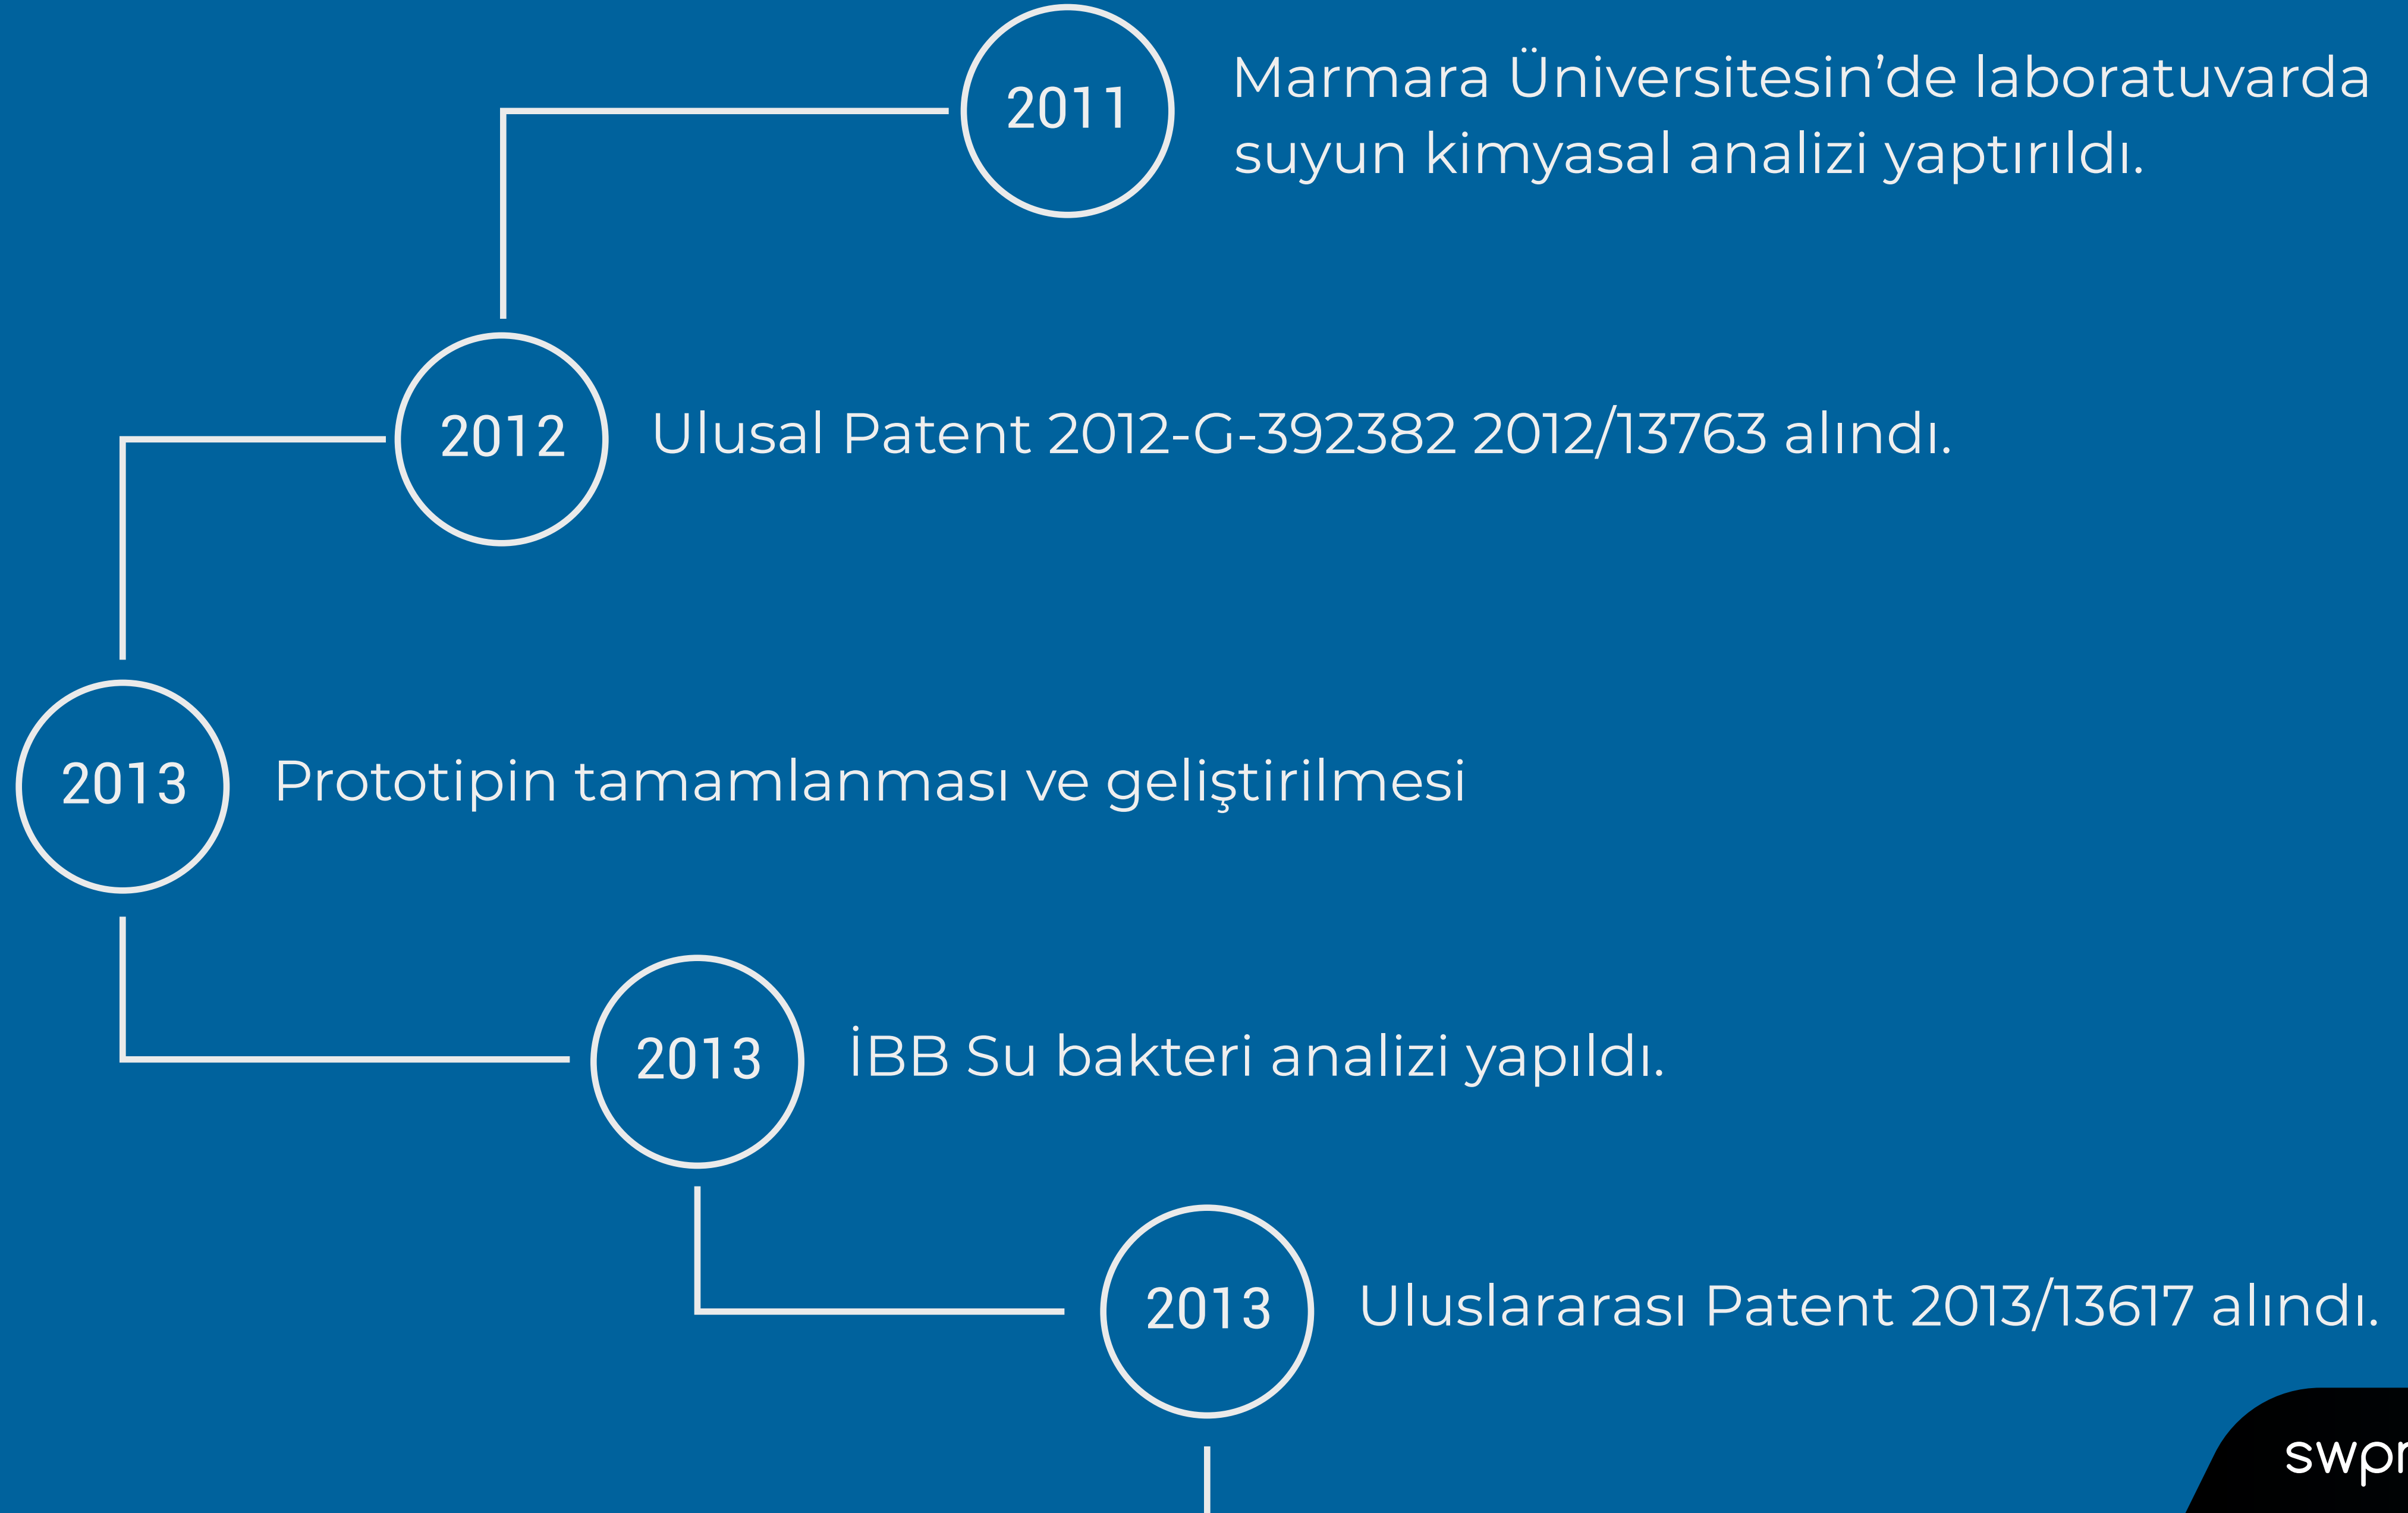 2011
Marmara Üniversitesin’de laboratuvarda
suyun kimyasal analizi yaptırıldı.
2012
Ulusal Patent 2012-G-392382 2012/13763 alındı.
2013
Prototipin tamamlanması ve geliştirilmesi
2013
İBB Su bakteri analizi yapıldı.
2013
Uluslararası Patent 2013/13617 alındı.